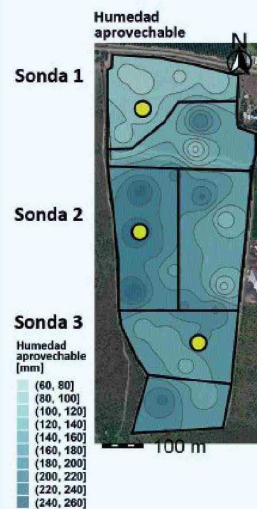 Humedad
aprovechable
N
Sonda 1
Sonda 2
Sonda 3
Humedad
aprovechable
[mm]
(60, 80]
(80, 100]
(100, 120]
(120, 140]
(140, 160]
(160, 180]
(180, 200]
(200, 220]
(220, 240]
(240, 260]
100 m